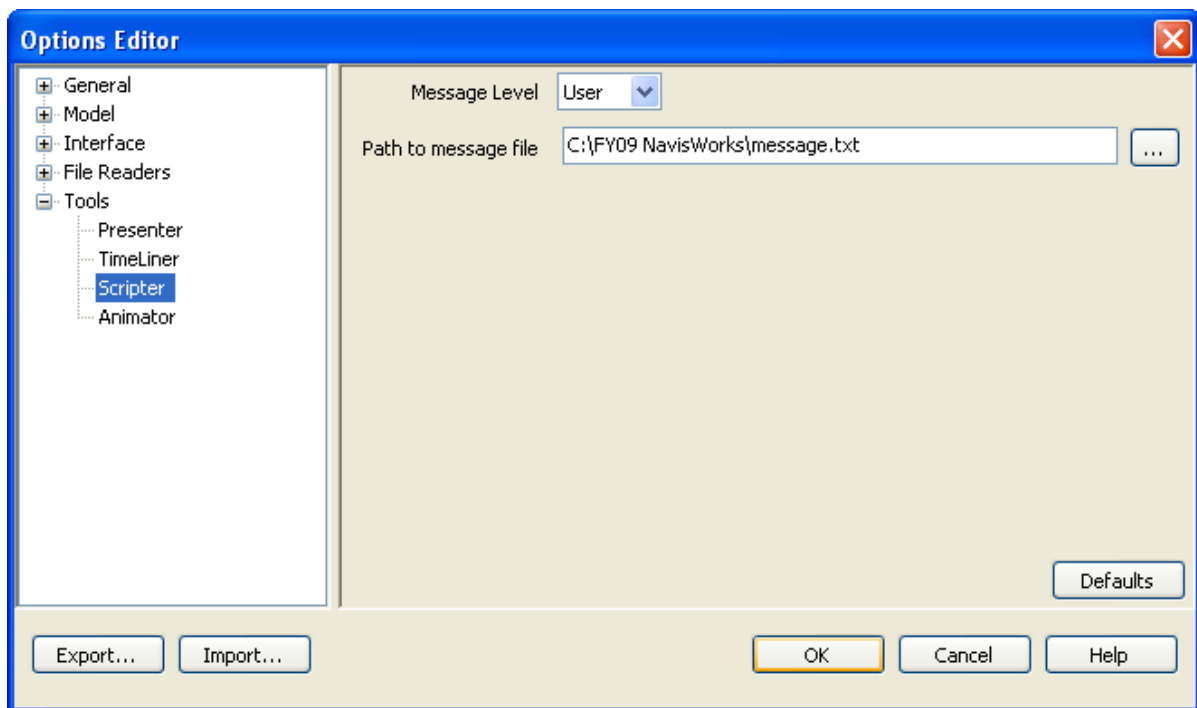 Options Editor
General
Model
Interface
File Readers
Tools
Presenter
TimeLiner
Scripter
Animator
Message Level User
Path to message file C:\FY09 NavisWorks\message.txt ...
Defaults
Export... Import... OK Cancel Help